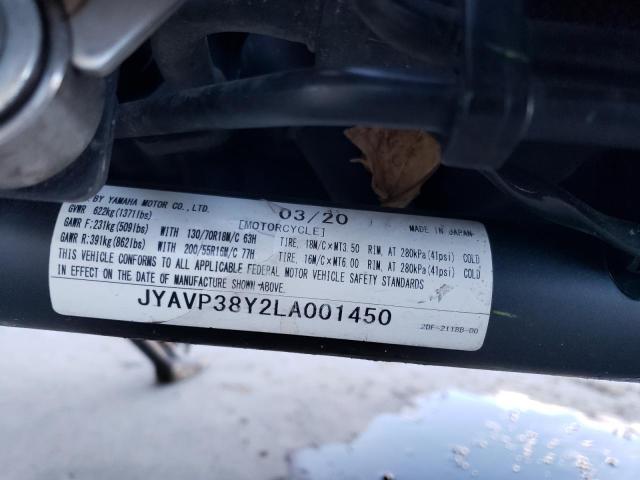 BY YAMAHA MOTOR CO., LTD. 03/20 MADE IN JAPAN
GVWR 622kg(1371lbs) [MOTORCYCLE]
GAWR F:231kg(509lbs) WITH 130/70R18M/C 63H TIRE, 18M/C×MT3.50 RIM, AT 280kPa(41psi) COLD
GAWR R:391kg(862lbs) WITH 200/55R16M/C 77H TIRE, 16M/C×MT6.00 RIM, AT 280kPa(41psi) COLD
THIS VEHICLE CONFORMS TO ALL APPLICABLE FEDERAL MOTOR VEHICLE SAFETY STANDARDS
IN EFFECT ON THE DATE OF MANUFACTURE SHOWN ABOVE.
JYAVP38Y2LA001450
2DF-2118B-00